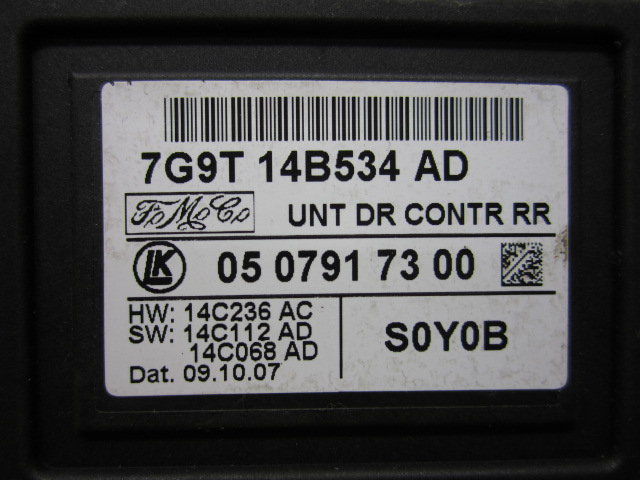 7G9T 14B534 AD
FoMoCo UNT DR CONTR RR
LK 05 0791 73 00
HW: 14C236 AC
SW: 14C112 AD
14C068 AD
Dat. 09.10.07
S0Y0B